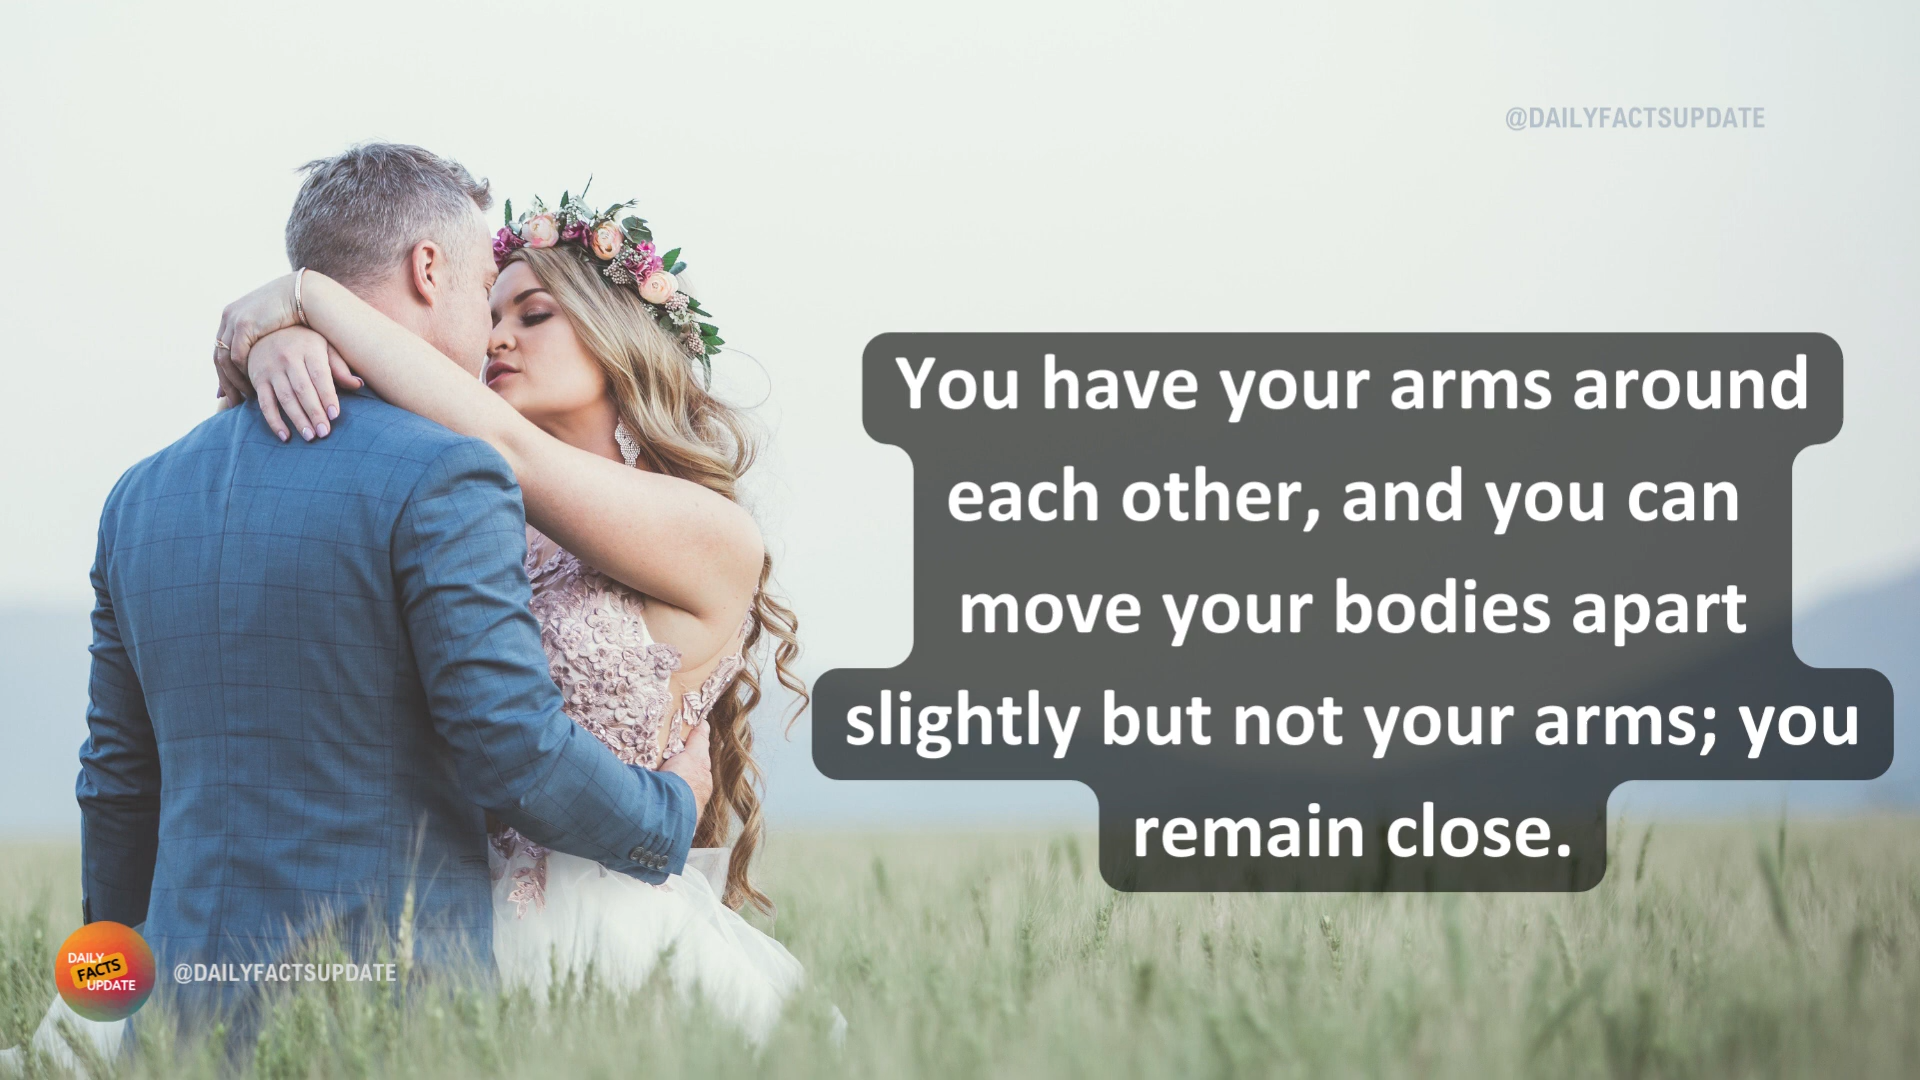 @DAILYFACTSUPDATE
You have your arms around
each other, and you can
move your bodies apart
slightly but not your arms; you
remain close.
DAILY
FACTS
UPDATE
@DAILYFACTSUPDATE